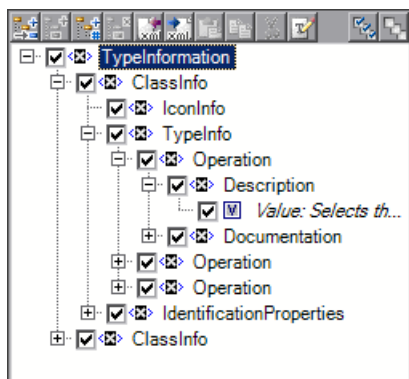 TypeInformation
ClassInfo
IconInfo
TypeInfo
Operation
Description
Value: Selects th...
Documentation
Operation
Operation
IdentificationProperties
ClassInfo